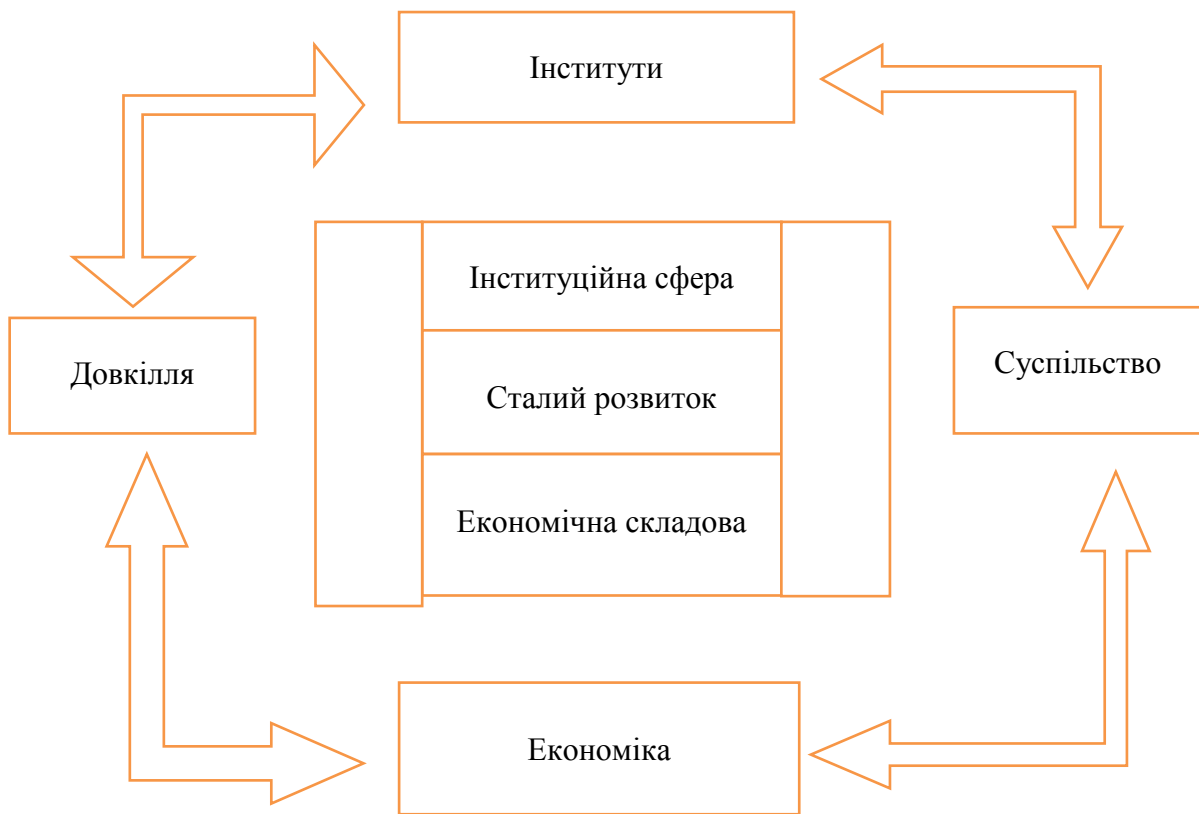 Інститути
Інституційна сфера
Довкілля
Суспільство
Сталий розвиток
Економічна складова
Економіка